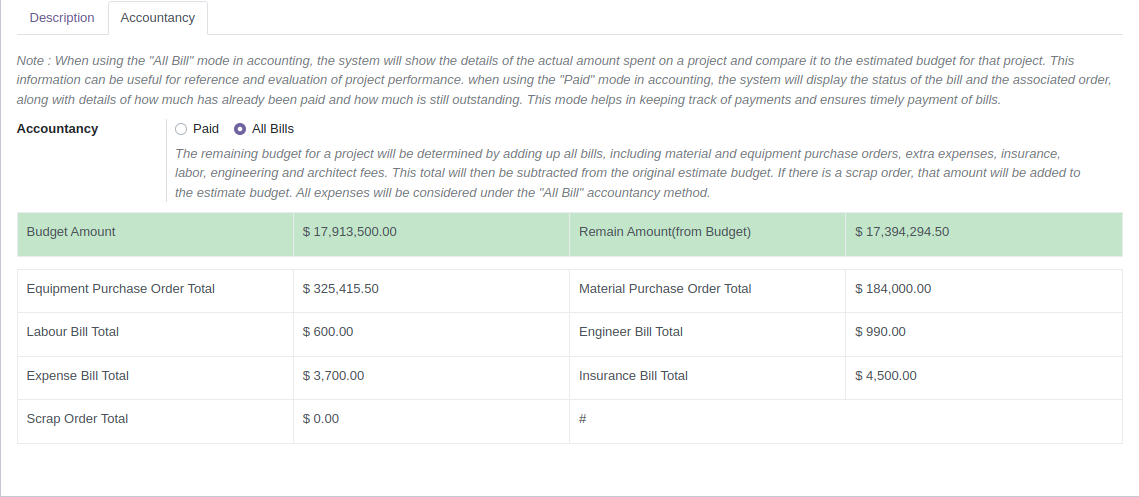 Description Accountancy
Note : When using the "All Bill" mode in accounting, the system will show the details of the actual amount spent on a project and compare it to the estimated budget for that project. This
information can be useful for reference and evaluation of project performance. when using the "Paid" mode in accounting, the system will display the status of the bill and the associated order,
along with details of how much has already been paid and how much is still outstanding. This mode helps in keeping track of payments and ensures timely payment of bills.
Accountancy Paid All Bills
The remaining budget for a project will be determined by adding up all bills, including material and equipment purchase orders, extra expenses, insurance,
labor, engineering and architect fees. This total will then be subtracted from the original estimate budget. If there is a scrap order, that amount will be added to
the estimate budget. All expenses will be considered under the "All Bill" accountancy method.
Budget Amount $ 17,913,500.00 Remain Amount(from Budget) $ 17,394,294.50
Equipment Purchase Order Total $ 325,415.50 Material Purchase Order Total $ 184,000.00
Labour Bill Total $ 600.00 Engineer Bill Total $ 990.00
Expense Bill Total $ 3,700.00 Insurance Bill Total $ 4,500.00
Scrap Order Total $ 0.00 #